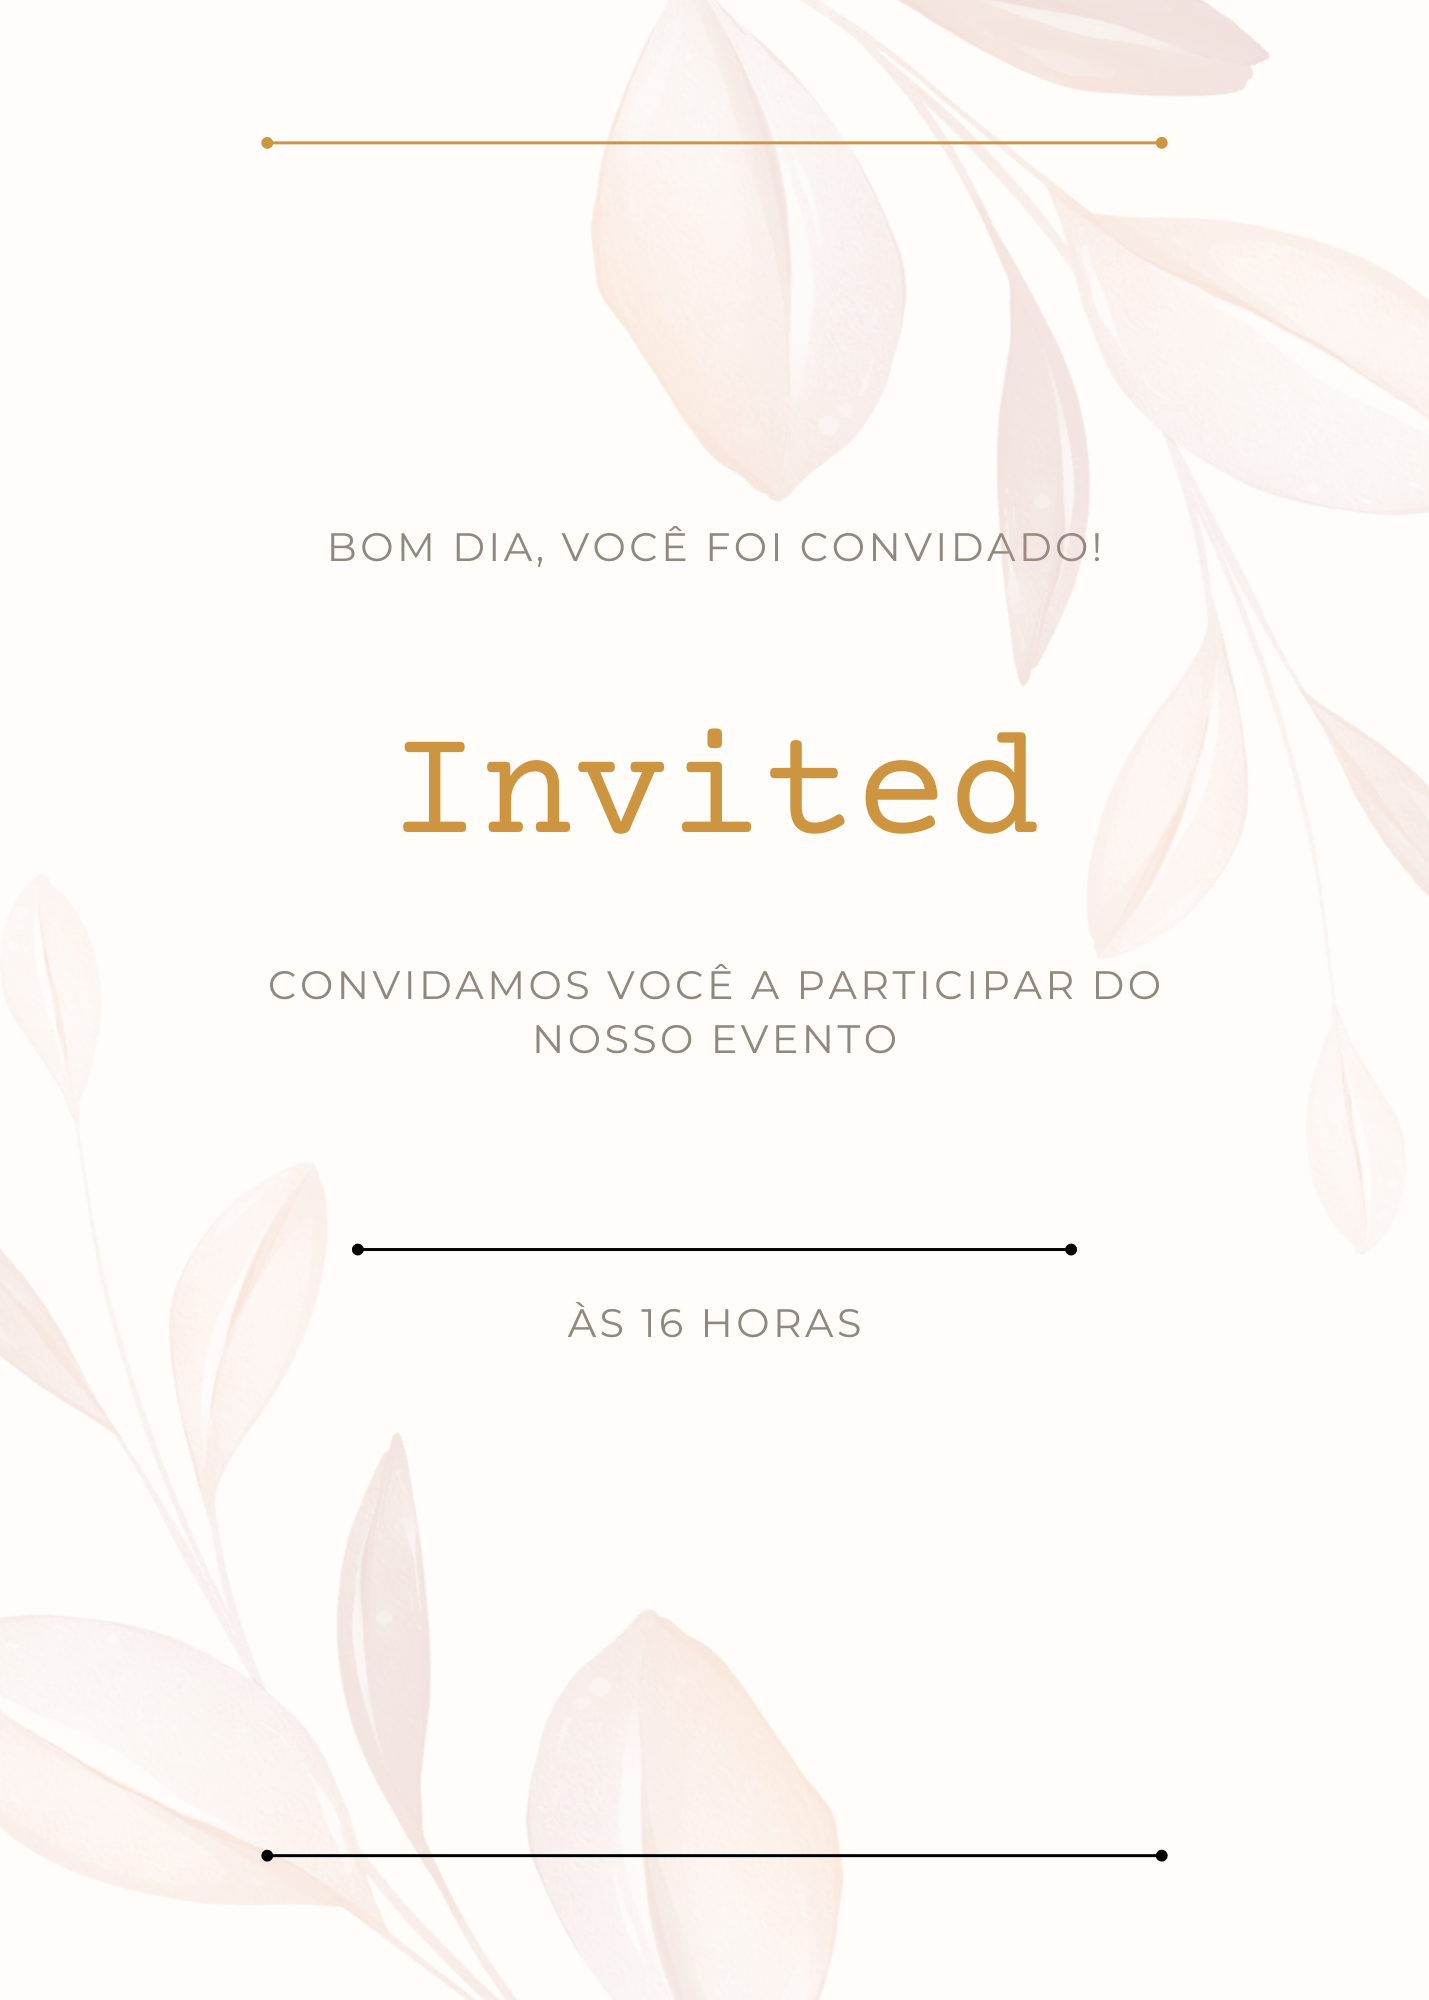 BOM DIA, VOCÊ FOI CONVIDADO!
Invited
CONVIDAMOS VOCÊ A PARTICIPAR DO
NOSSO EVENTO
ÀS 16 HORAS